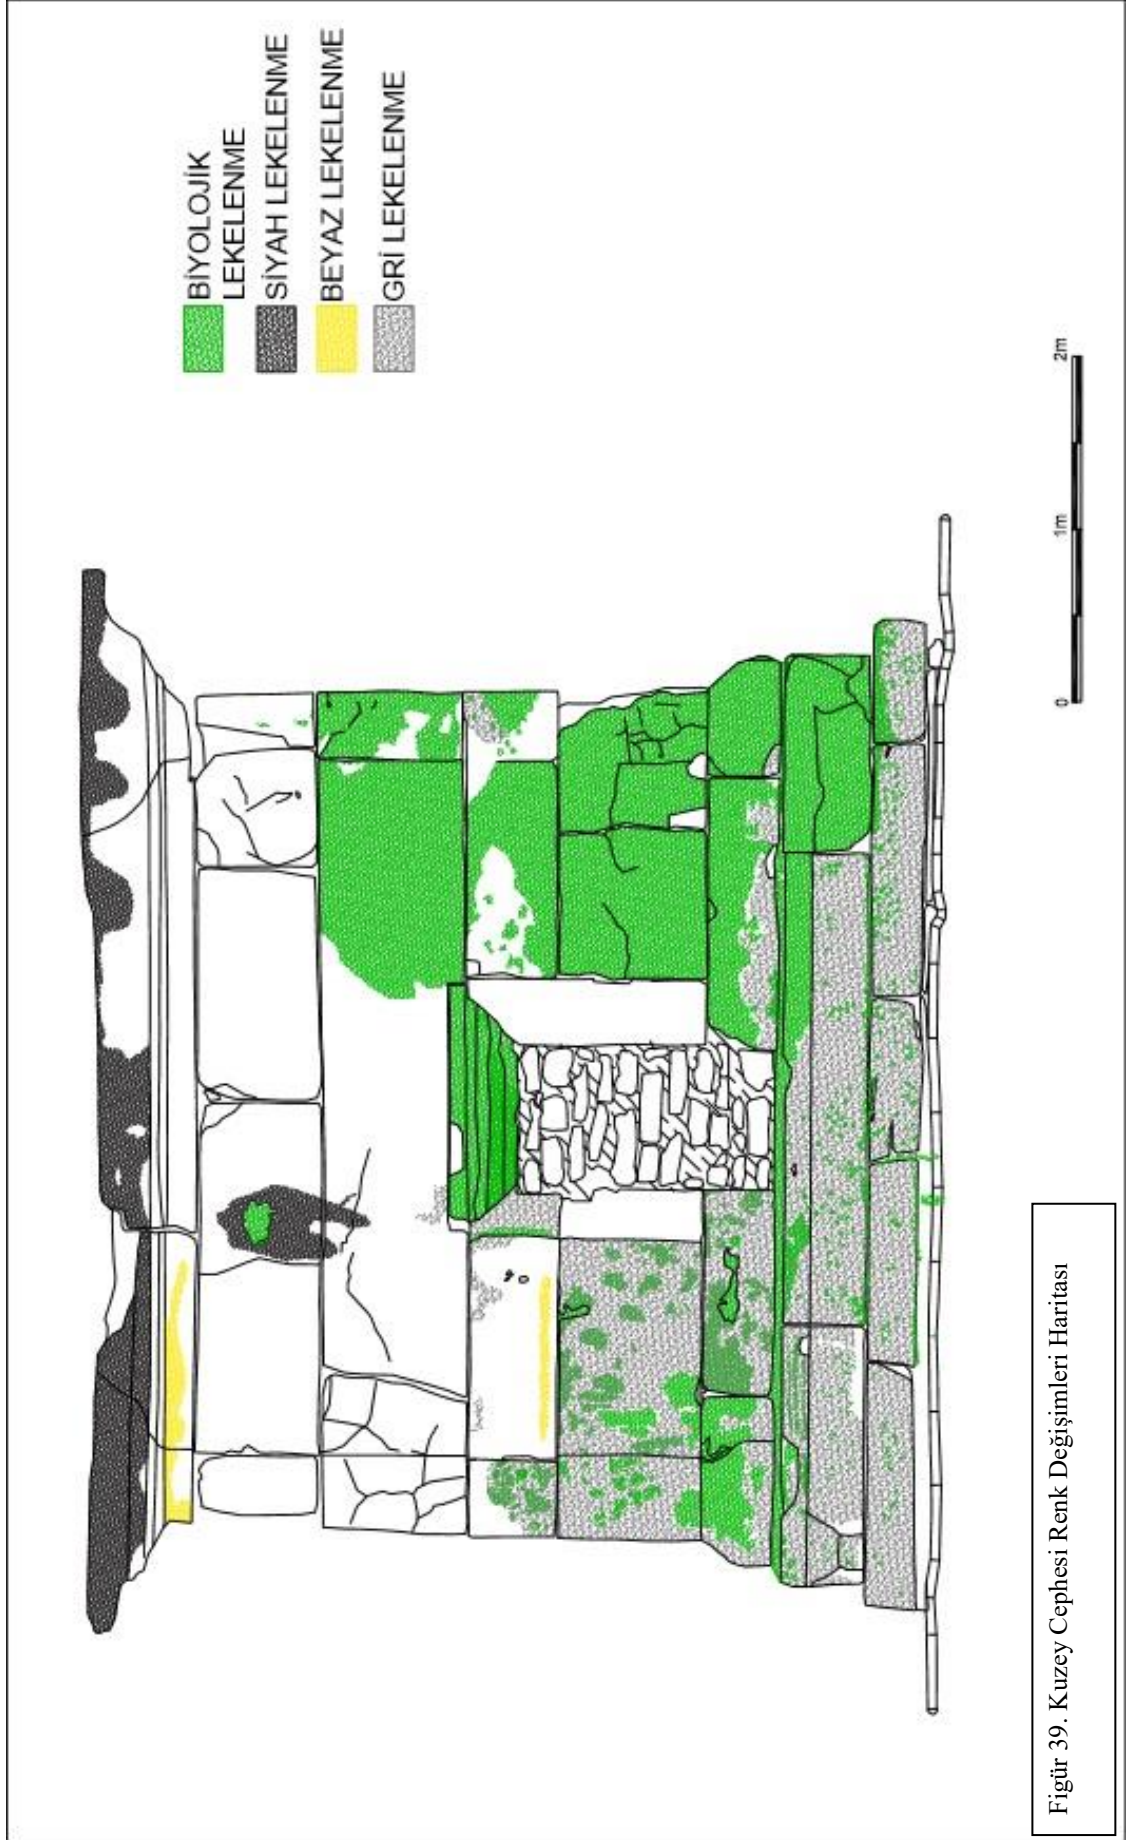 BİYOLOJİK
LEKELENME
SİYAH LEKELENME
BEYAZ LEKELENME
GRİ LEKELENME
0 1m 2m
Figür 39. Kuzey Cephesi Renk Değişimleri Haritası